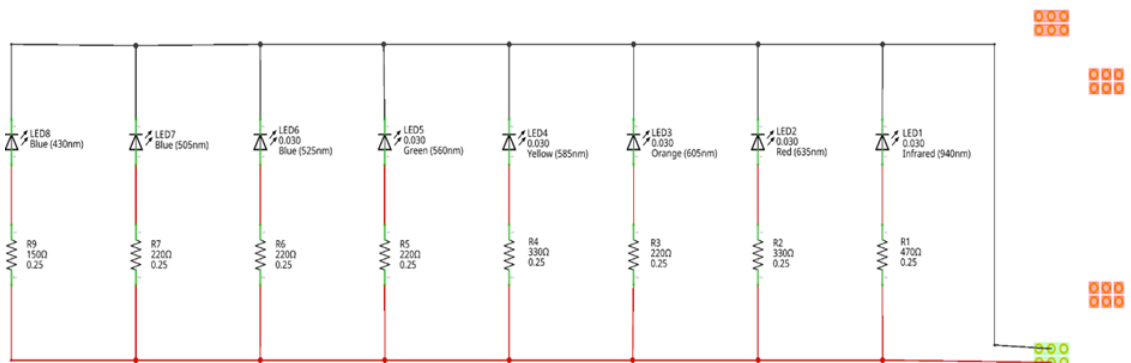 LED8
Blue (430nm)
LED7
Blue (505nm)
LED6
0.030
Blue (525nm)
LED5
0.030
Green (560nm)
LED4
0.030
Yellow (585nm)
LED3
0.030
Orange (605nm)
LED2
0.030
Red (635nm)
LED1
0.030
Infrared (940nm)
R9
150Ω
0.25
R7
220Ω
0.25
R6
220Ω
0.25
R5
220Ω
0.25
R4
330Ω
0.25
R3
220Ω
0.25
R2
330Ω
0.25
R1
470Ω
0.25